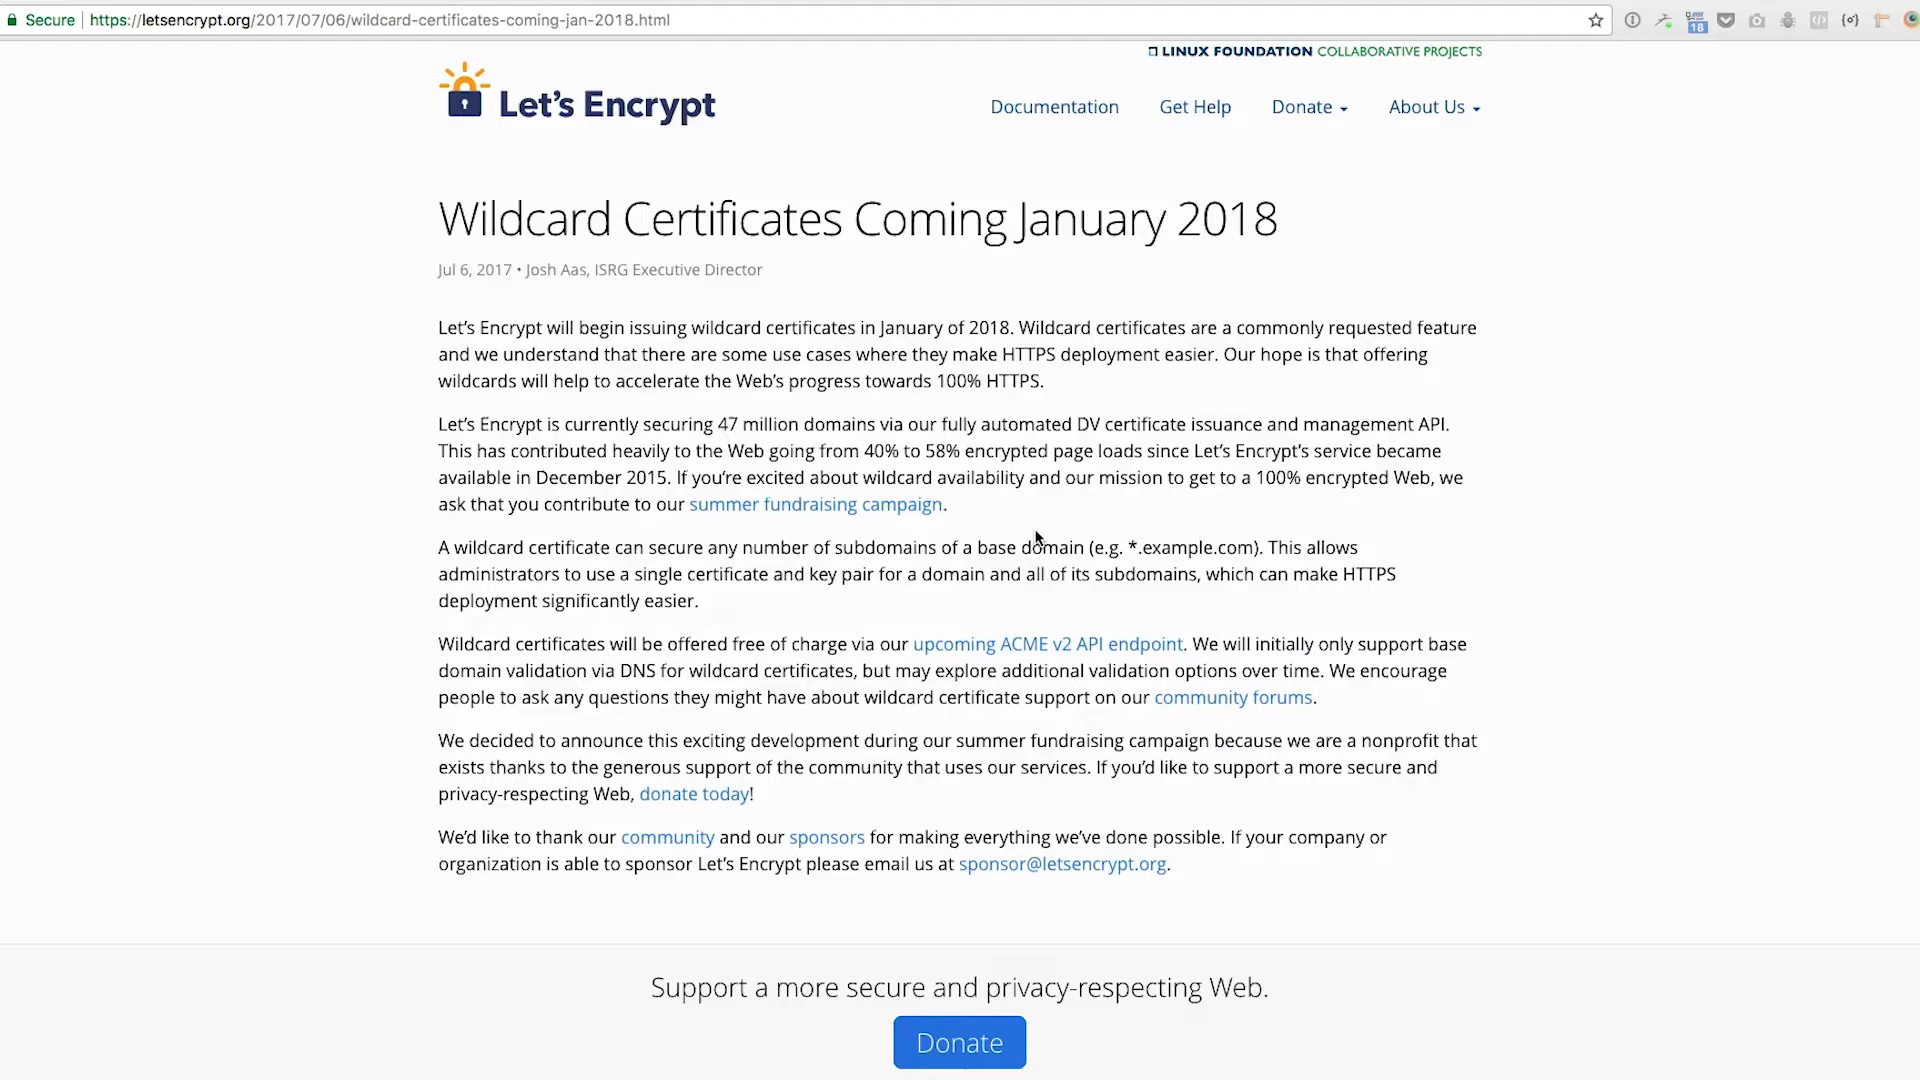 Secure https://letsencrypt.org/2017/07/06/wildcard-certificates-coming-jan-2018.html
18
LINUX FOUNDATION COLLABORATIVE PROJECTS
Let's Encrypt
Documentation Get Help Donate About Us
Wildcard Certificates Coming January 2018
Jul 6, 2017 • Josh Aas, ISRG Executive Director
Let’s Encrypt will begin issuing wildcard certificates in January of 2018. Wildcard certificates are a commonly requested feature
and we understand that there are some use cases where they make HTTPS deployment easier. Our hope is that offering
wildcards will help to accelerate the Web’s progress towards 100% HTTPS.
Let’s Encrypt is currently securing 47 million domains via our fully automated DV certificate issuance and management API.
This has contributed heavily to the Web going from 40% to 58% encrypted page loads since Let’s Encrypt’s service became
available in December 2015. If you’re excited about wildcard availability and our mission to get to a 100% encrypted Web, we
ask that you contribute to our summer fundraising campaign.
A wildcard certificate can secure any number of subdomains of a base domain (e.g. *.example.com). This allows
administrators to use a single certificate and key pair for a domain and all of its subdomains, which can make HTTPS
deployment significantly easier.
Wildcard certificates will be offered free of charge via our upcoming ACME v2 API endpoint. We will initially only support base
domain validation via DNS for wildcard certificates, but may explore additional validation options over time. We encourage
people to ask any questions they might have about wildcard certificate support on our community forums.
We decided to announce this exciting development during our summer fundraising campaign because we are a nonprofit that
exists thanks to the generous support of the community that uses our services. If you’d like to support a more secure and
privacy-respecting Web, donate today!
We’d like to thank our community and our sponsors for making everything we’ve done possible. If your company or
organization is able to sponsor Let’s Encrypt please email us at sponsor@letsencrypt.org.
Support a more secure and privacy-respecting Web.
Donate